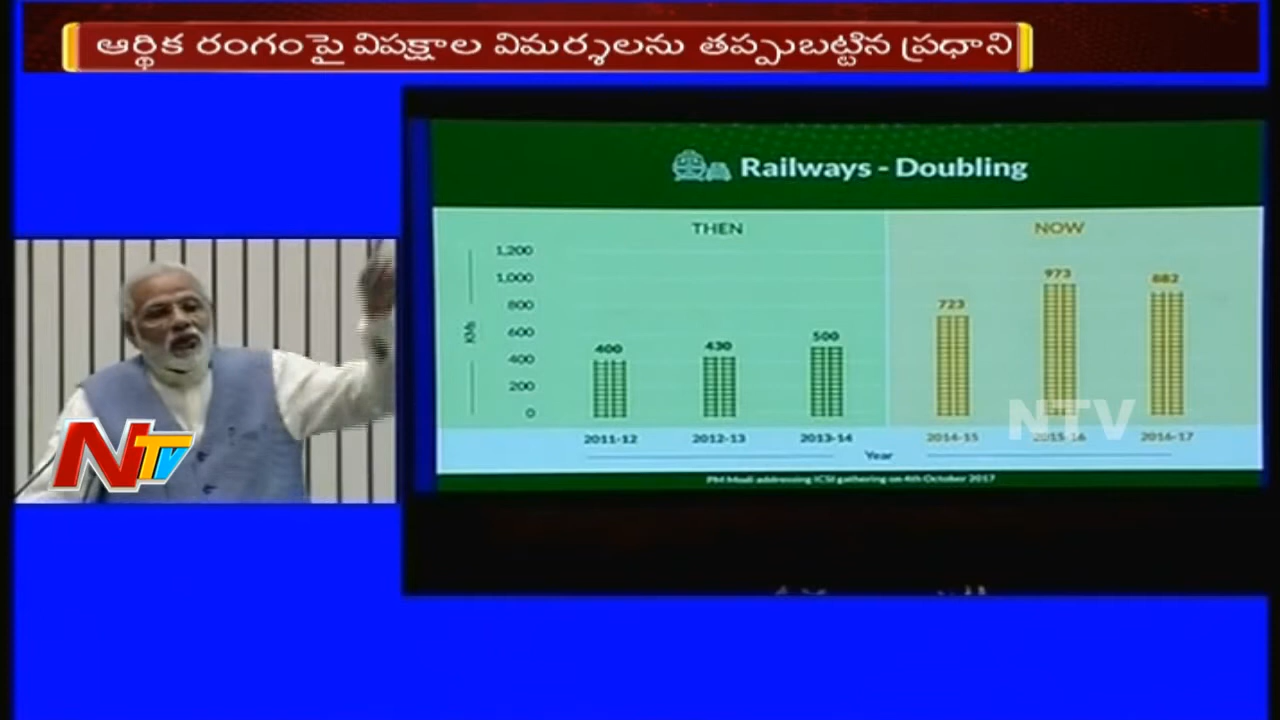 ఆర్థిక రంగంపై విపక్షాల విమర్శలను తప్పుబట్టిన ప్రధాని
Railways - Doubling
THEN
NOW
1,200
1,000
800
600
400
200
0
KM
400
430
500
723
973
882
2011-12
2012-13
2013-14
2014-15
2015-16
2016-17
Year
PM Modi addressing ICSI gathering on 4th October 2017
NTV
NTV